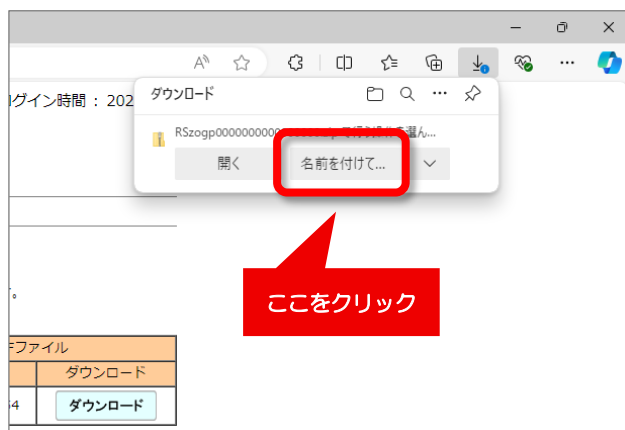 グイン時間 : 202
ダウンロード
RSzogp0000000000
開く
名前を付けて...
ここをクリック
ファイル
ダウンロード
64
ダウンロード